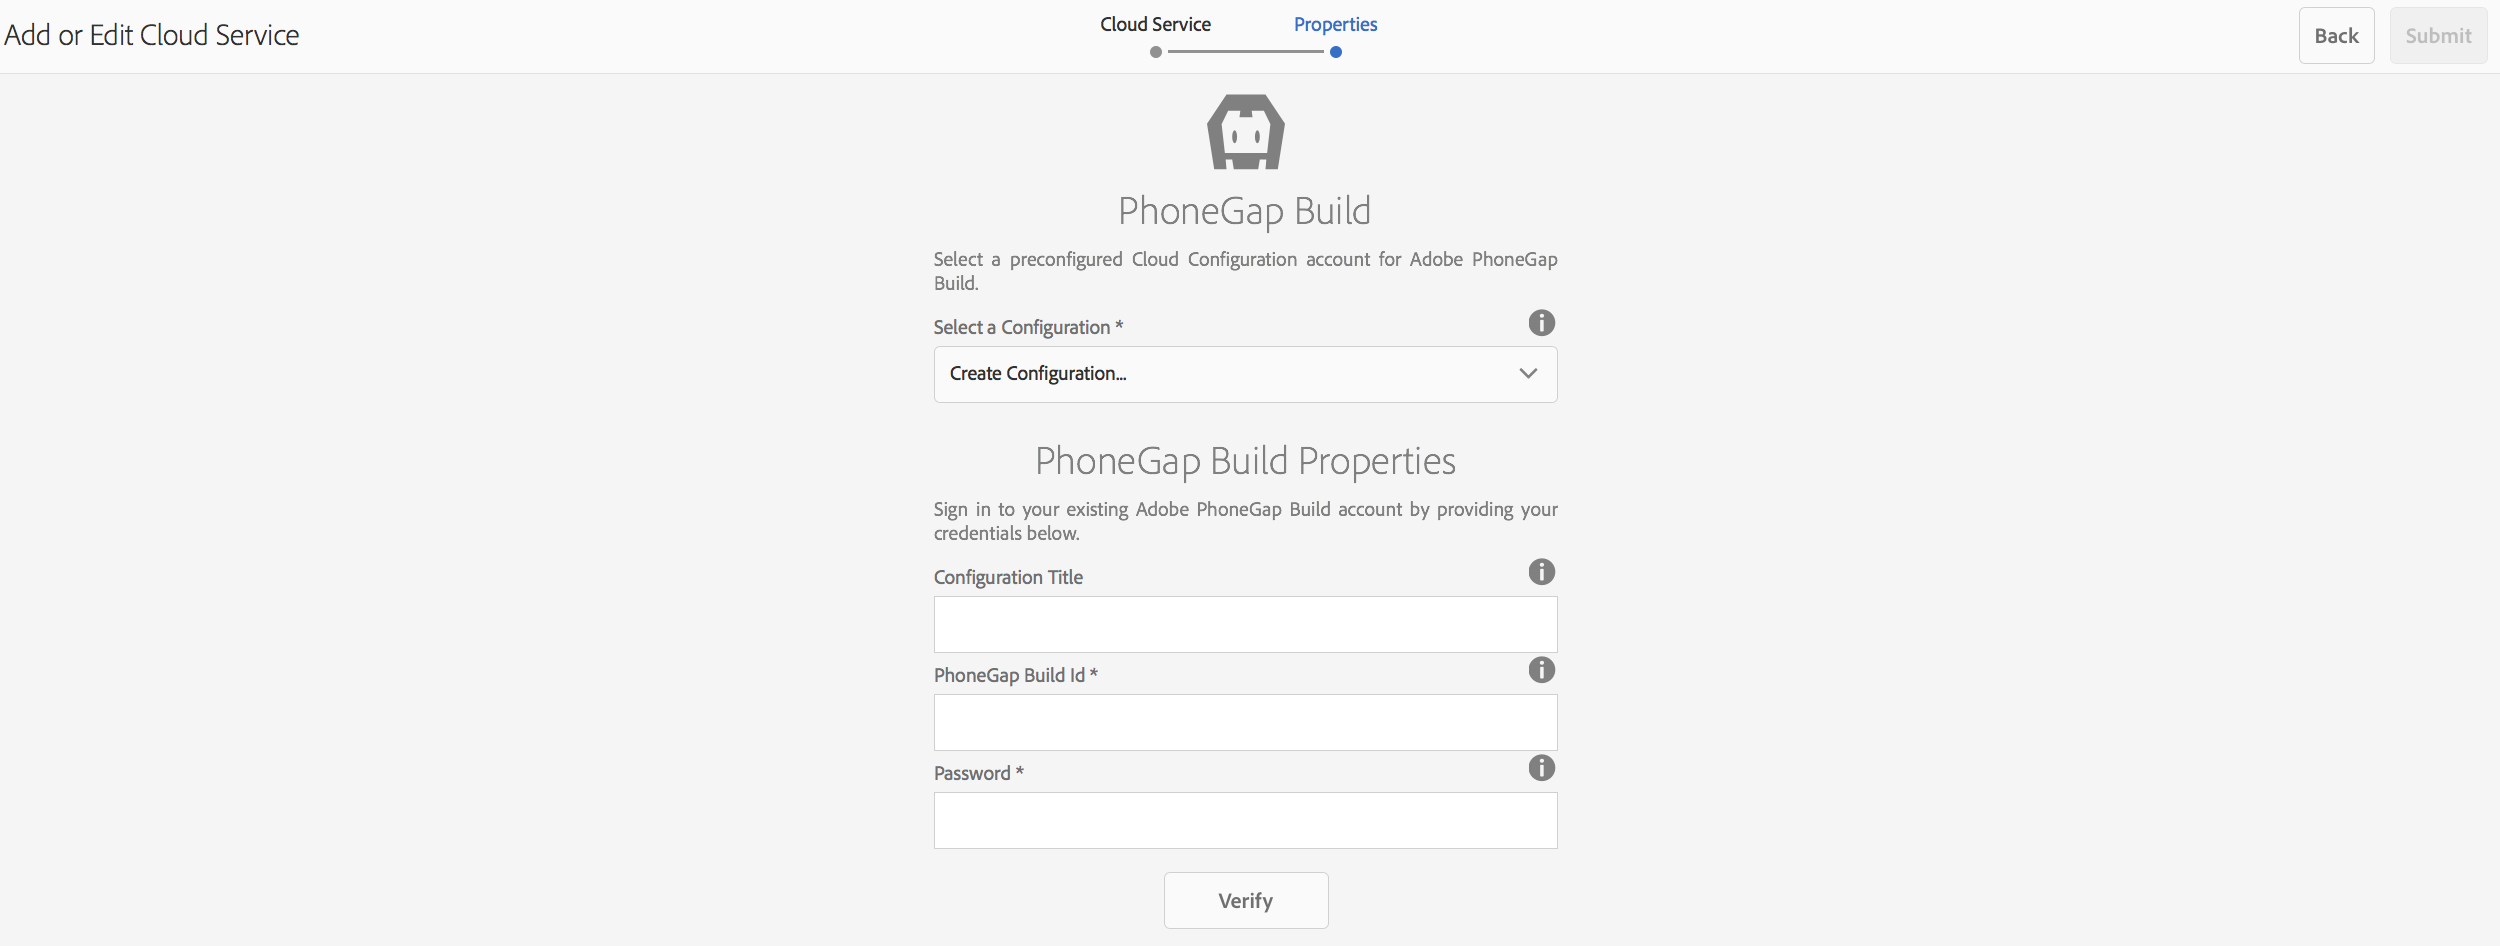 Add or Edit Cloud Service
Cloud Service
Properties
Back
Submit
PhoneGap Build
Select a preconfigured Cloud Configuration account for Adobe PhoneGap
Build.
Select a Configuration *
Create Configuration...
PhoneGap Build Properties
Sign in to your existing Adobe PhoneGap Build account by providing your
credentials below.
Configuration Title
PhoneGap Build Id *
Password *
Verify